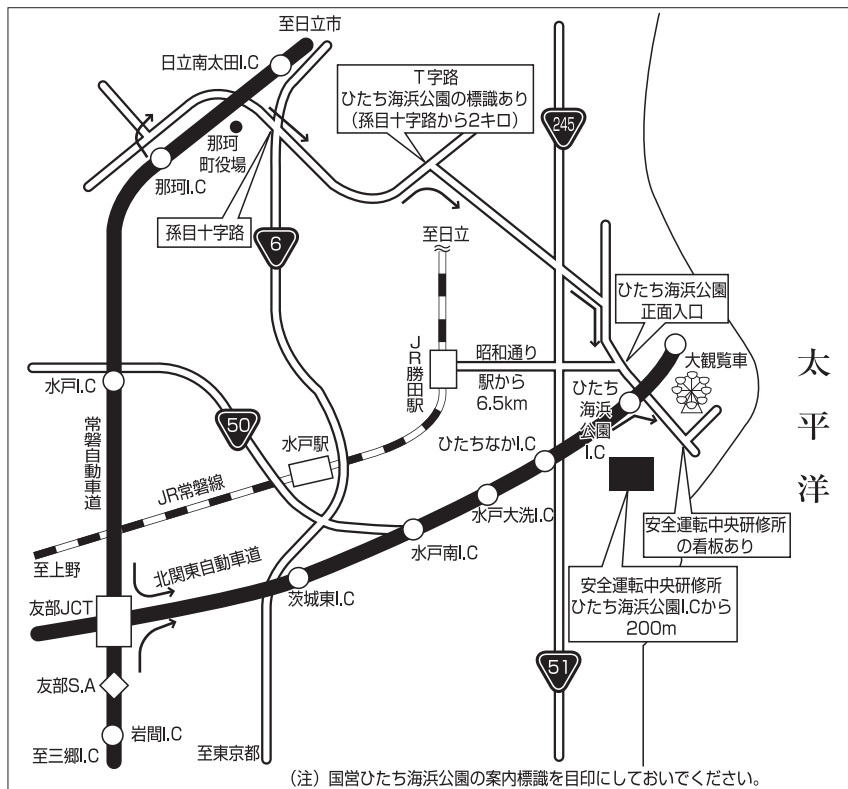 至日立市
日立南太田I.C
T字路
ひたち海浜公園の標識あり
(孫目十字路から2キロ)
245
那珂
町役場
那珂I.C
孫目十字路
6
至日立
ひたち海浜公園
正面入口
JR勝田駅
昭和通り
駅から
6.5km
大観覧車
太平洋
水戸I.C
ひたち
海浜
公園
I.C
50
水戸駅
ひたちなかI.C
常磐自動車道
JR常磐線
水戸大洗I.C
水戸南I.C
安全運転中央研修所
の看板あり
至上野
北関東自動車道
茨城東I.C
安全運転中央研修所
ひたち海浜公園I.Cから
200m
友部JCT
51
友部S.A
岩間I.C
至三郷I.C
至東京都
(注)国営ひたち海浜公園の案内標識を目印にしておいでください。